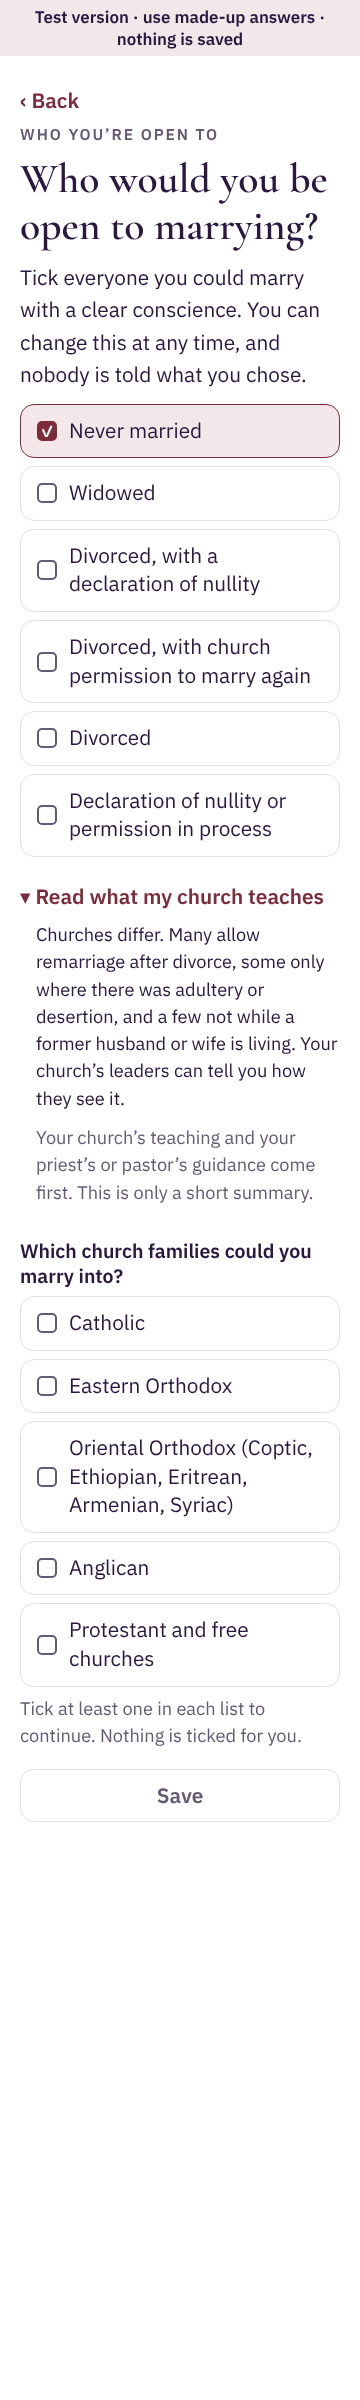 Test version · use made-up answers ·
nothing is saved
‹ Back
WHO YOU’RE OPEN TO
Who would you be
open to marrying?
Tick everyone you could marry
with a clear conscience. You can
change this at any time, and
nobody is told what you chose.
Never married
Widowed
Divorced, with a
declaration of nullity
Divorced, with church
permission to marry again
Divorced
Declaration of nullity or
permission in process
▾ Read what my church teaches
Churches differ. Many allow
remarriage after divorce, some only
where there was adultery or
desertion, and a few not while a
former husband or wife is living. Your
church’s leaders can tell you how
they see it.
Your church’s teaching and your
priest’s or pastor’s guidance come
first. This is only a short summary.
Which church families could you
marry into?
Catholic
Eastern Orthodox
Oriental Orthodox (Coptic,
Ethiopian, Eritrean,
Armenian, Syriac)
Anglican
Protestant and free
churches
Tick at least one in each list to
continue. Nothing is ticked for you.
Save